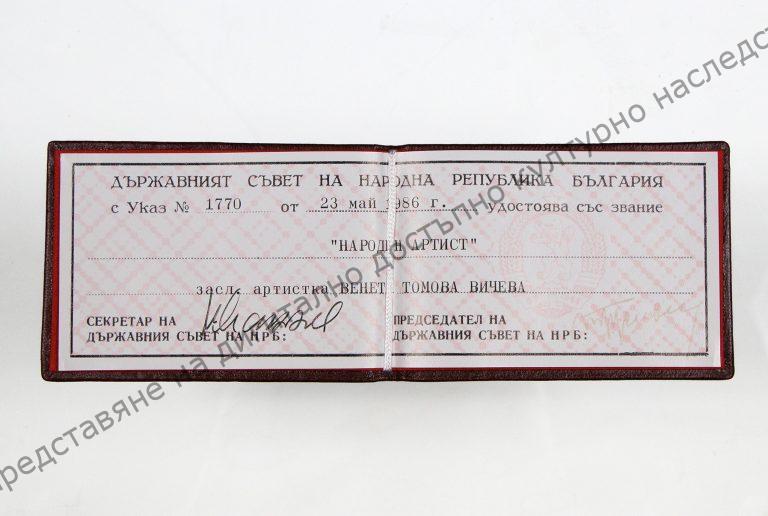 ДЪРЖАВНИЯТ СЪВЕТ НА НАРОДНА РЕПУБЛИКА БЪЛГАРИЯ
с Указ № 1770 от 23 май 1986 г. удостоява със звание
"НАРОДЕН АРТИСТ"
засл. артистка ВЕНЕТ ТОМОВА ВИЧЕВА
СЕКРЕТАР НА
ДЪРЖАВНИЯ СЪВЕТ НА НРБ:
ПРЕДСЕДАТЕЛ НА
ДЪРЖАВНИЯ СЪВЕТ НА НРБ:
представяне на дигитално достъпно културно наследст